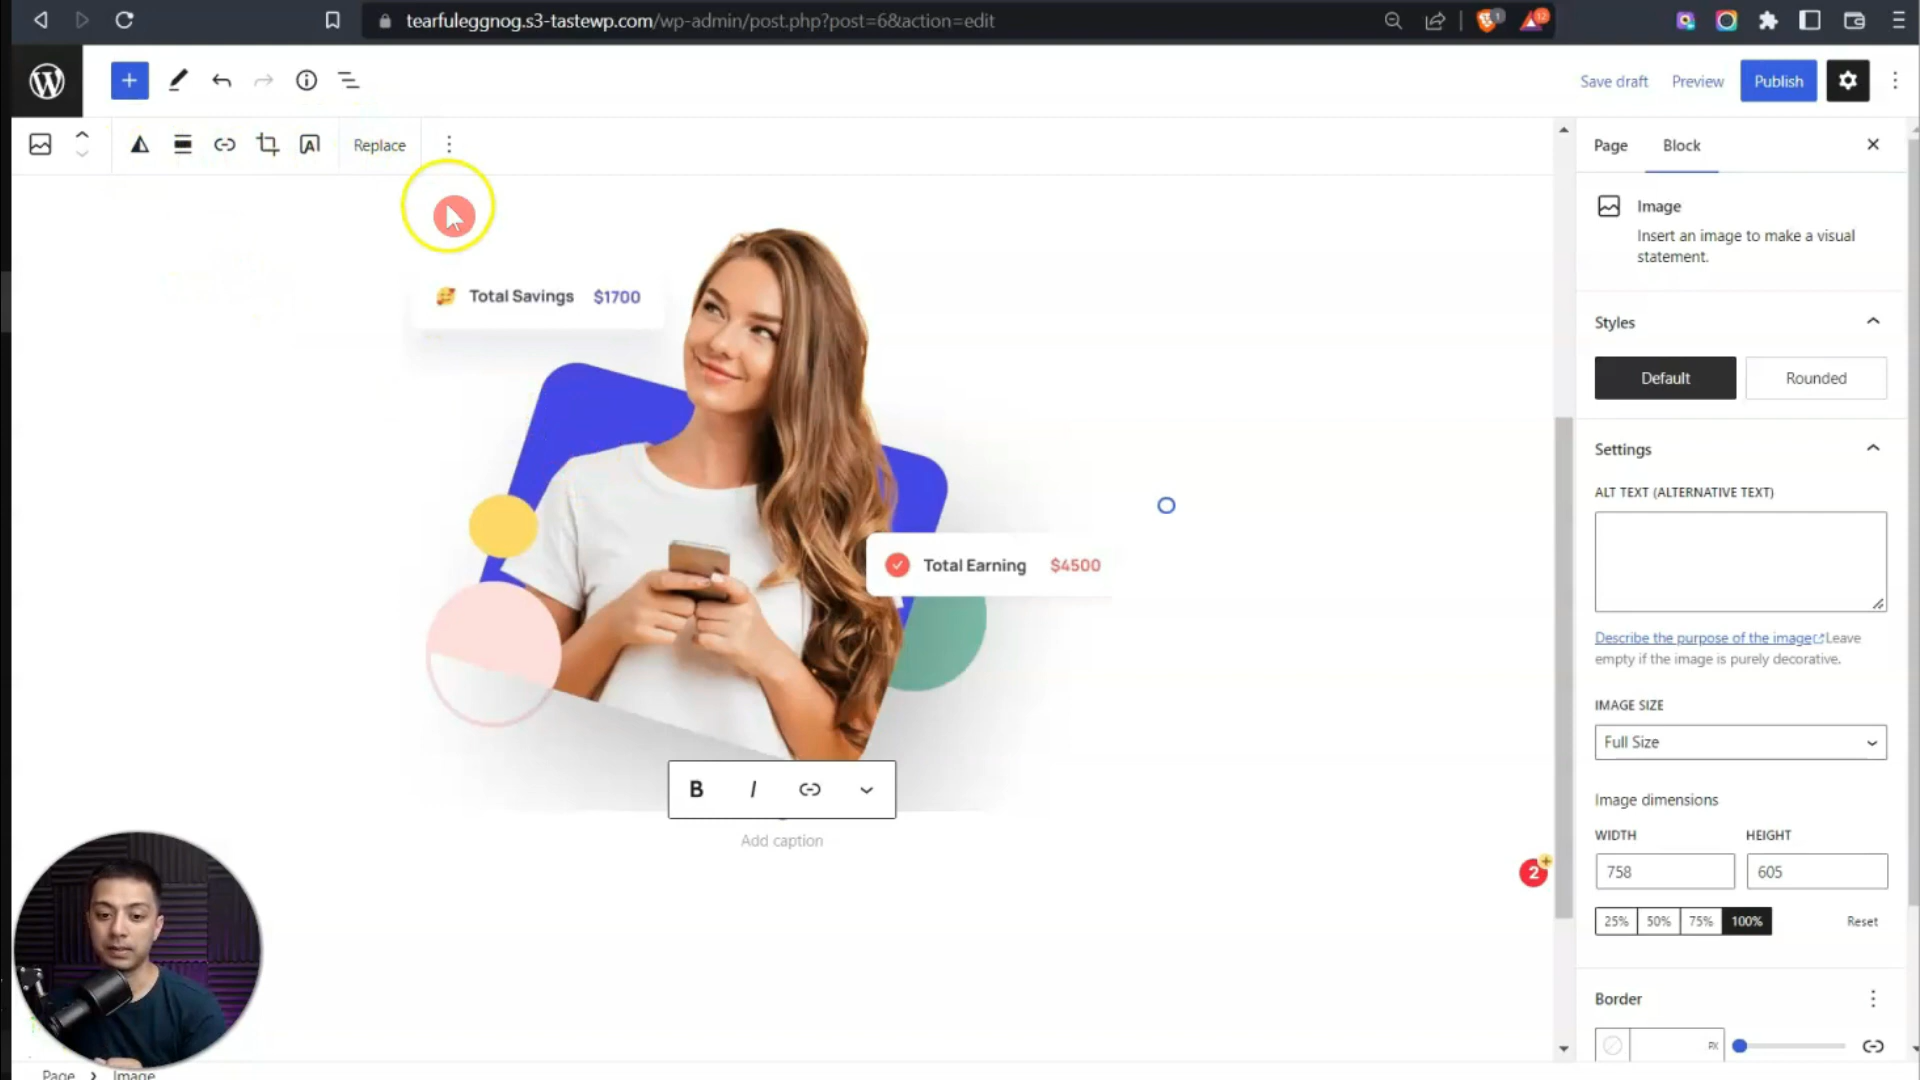 tearfuleggnog.s3-tastewp.com/wp-admin/post.php?post=6&action=edit
1
12
Save draft
Preview
Publish
Replace
Page
Block
Image
Insert an image to make a visual
statement.
Styles
Default
Rounded
Settings
ALT TEXT (ALTERNATIVE TEXT)
Describe the purpose of the image Leave
empty if the image is purely decorative.
IMAGE SIZE
Full Size
Image dimensions
WIDTH
HEIGHT
758
605
25%
50%
75%
100%
Reset
Border
PX
Total Savings $1700
Total Earning $4500
B I
Add caption
2
Page > Image